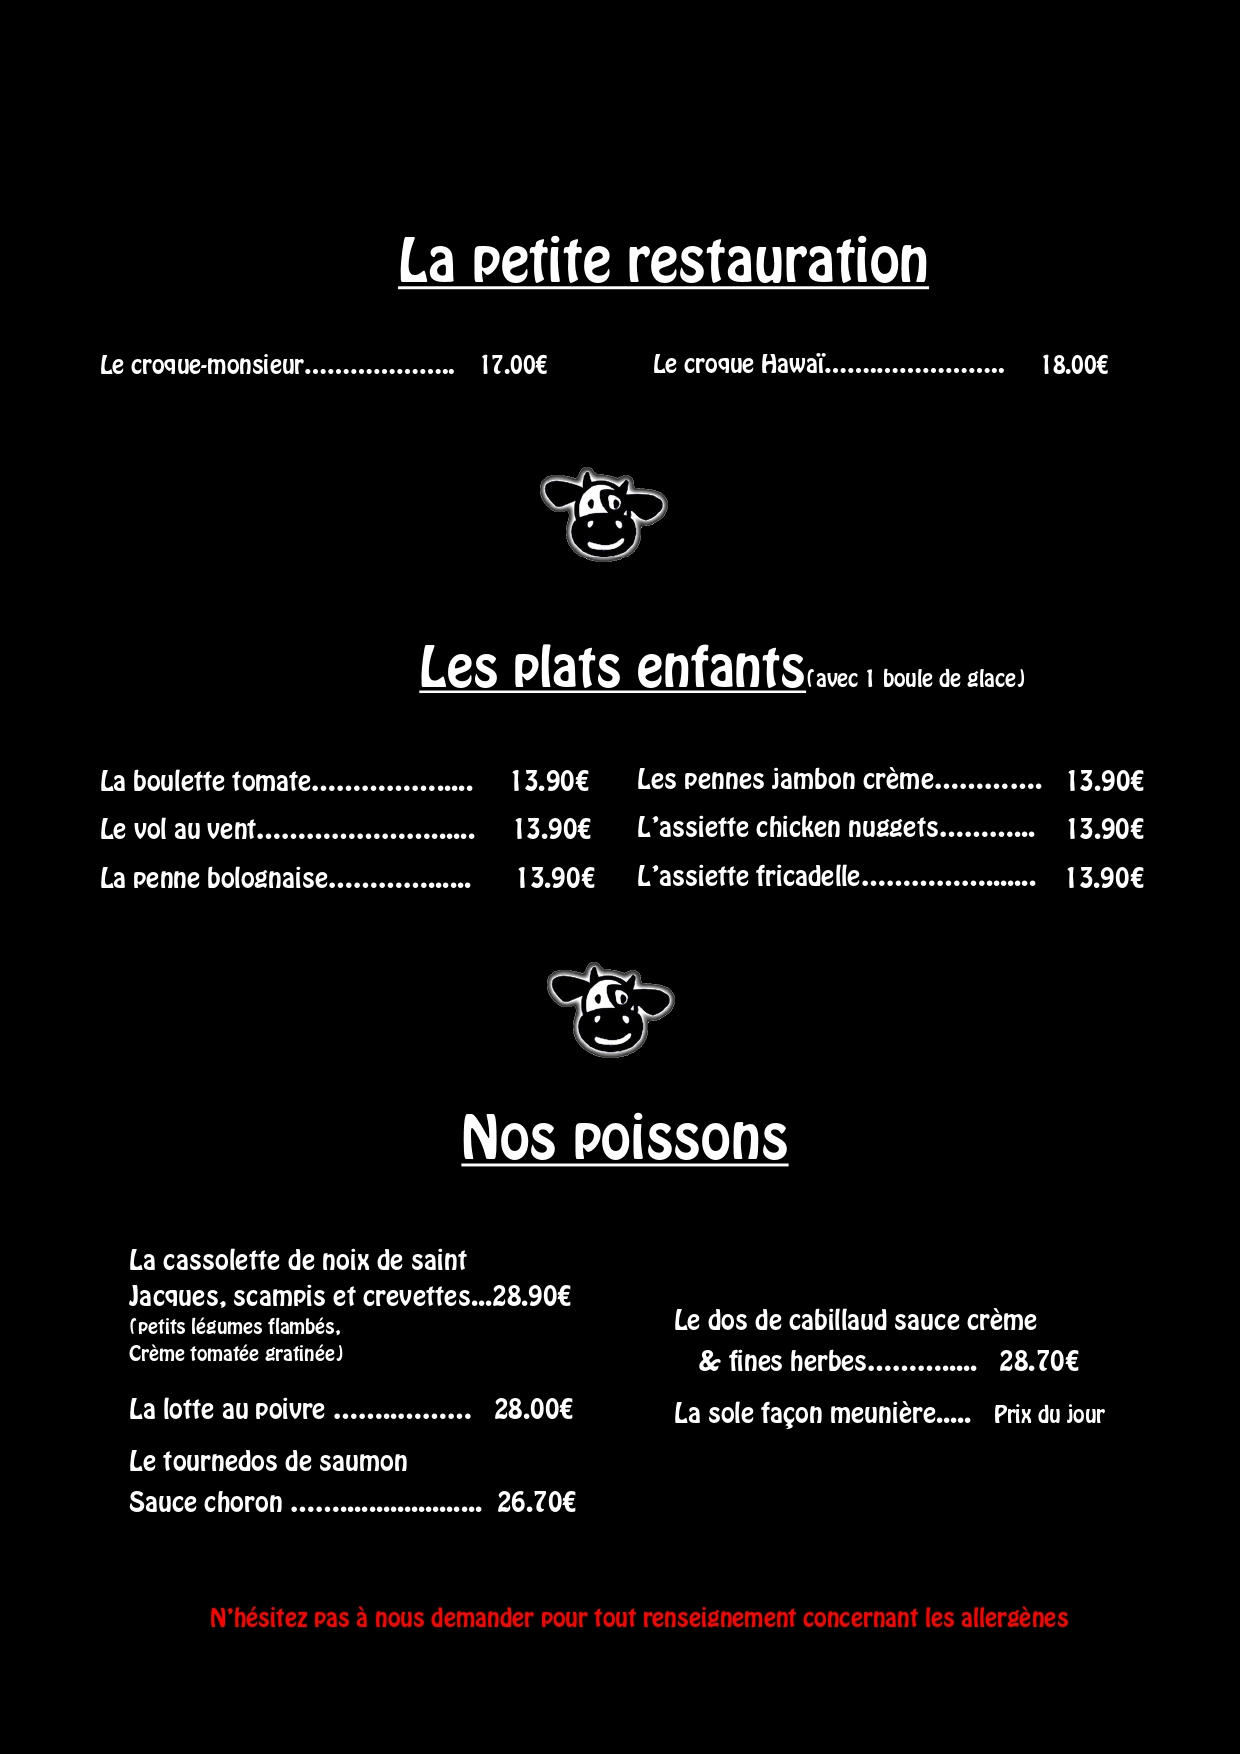 La petite restauration
Le croque-monsieur.................... 17.00€
Le croque Hawaï........................ 18.00€
Les plats enfants(avec 1 boule de glace)
La boulette tomate.................... 13.90€
Le vol au vent........................... 13.90€
La penne bolognaise.................. 13.90€
Les pennes jambon crème............. 13.90€
L'assiette chicken nuggets............ 13.90€
L'assiette fricadelle...................... 13.90€
Nos poissons
La cassolette de noix de saint
Jacques, scampis et crevettes...28.90€
(petits légumes flambés,
Crème tomatée gratinée)
La lotte au poivre ................. 28.00€
Le tournedos de saumon
Sauce choron .......................... 26.70€
Le dos de cabillaud sauce crème
& fines herbes.............. 28.70€
La sole façon meunière..... Prix du jour
N'hésitez pas à nous demander pour tout renseignement concernant les allergènes